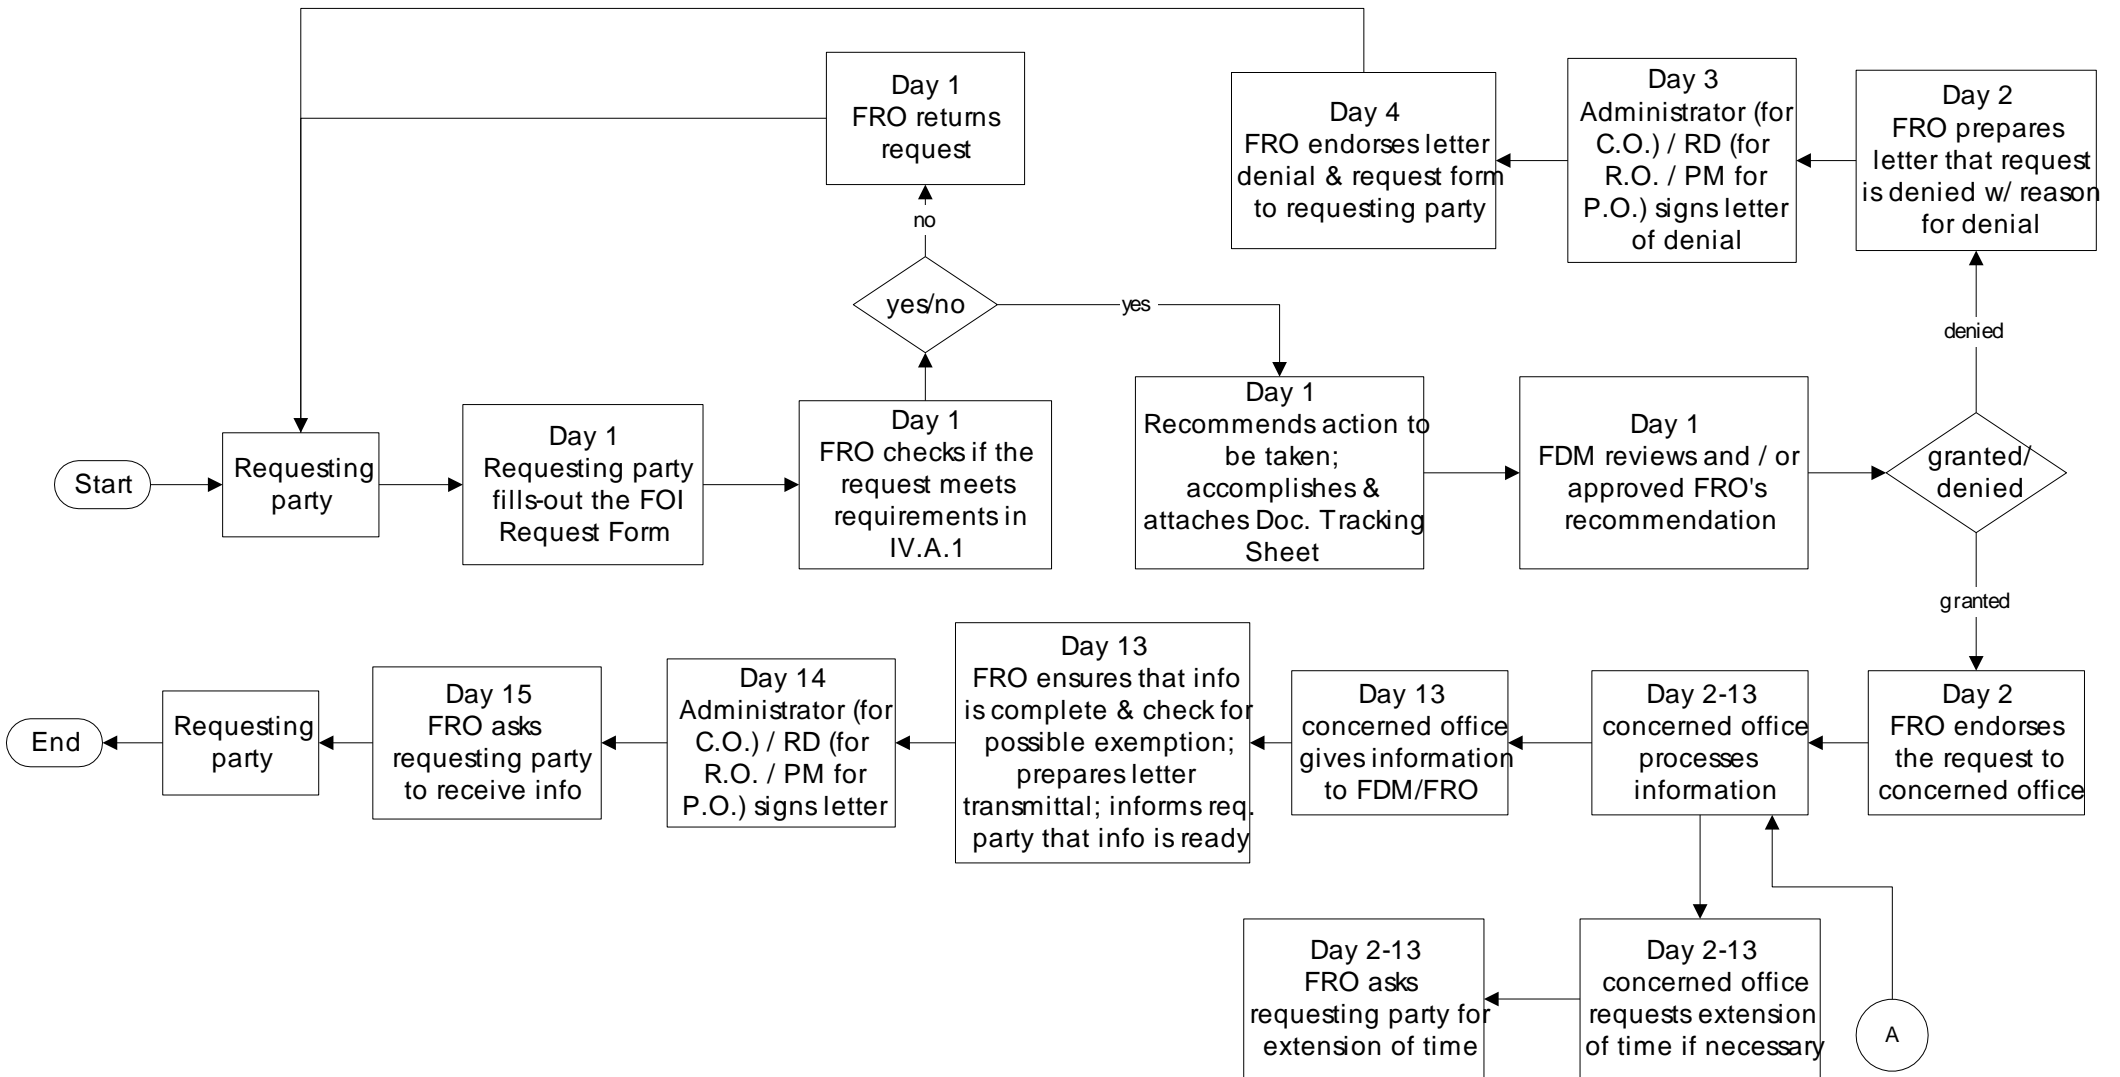 Day 1
FRO returns
request
Day 4
FRO endorses letter
denial & request form
to requesting party
Day 3
Administrator (for
C.O.) / RD (for
R.O. / PM for
P.O.) signs letter
of denial
Day 2
FRO prepares
letter that request
is denied w/ reason
for denial
no
yes/no
yes
denied
Start
Requesting
party
Day 1
Requesting party
fills-out the FOI
Request Form
Day 1
FRO checks if the
request meets
requirements in
IV.A.1
Day 1
Recommends action to
be taken;
accomplishes &
attaches Doc. Tracking
Sheet
Day 1
FDM reviews and / or
approved FRO's
recommendation
granted/
denied
granted
End
Requesting
party
Day 15
FRO asks
requesting party
to receive info
Day 14
Administrator (for
C.O.) / RD (for
R.O. / PM for
P.O.) signs letter
Day 13
FRO ensures that info
is complete & check for
possible exemption;
prepares letter
transmittal; informs req.
party that info is ready
Day 13
concerned office
gives information
to FDM/FRO
Day 2-13
concerned office
processes
information
Day 2
FRO endorses
the request to
concerned office
Day 2-13
FRO asks
requesting party for
extension of time
Day 2-13
concerned office
requests extension
of time if necessary
A